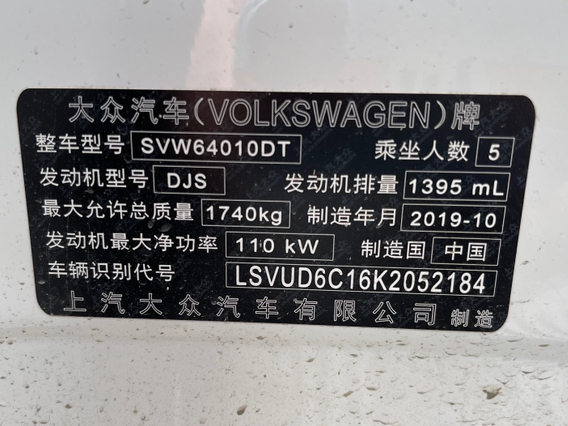 大众汽车(VOLKSWAGEN)牌
整车型号 SVW64010DT 乘坐人数 5
发动机型号 DJS 发动机排量 1395 mL
最大允许总质量 1740kg 制造年月 2019-10
发动机最大净功率 110 kW 制造国 中国
车辆识别代号 LSVUD6C16K2052184
上汽大众汽车有限公司 制造